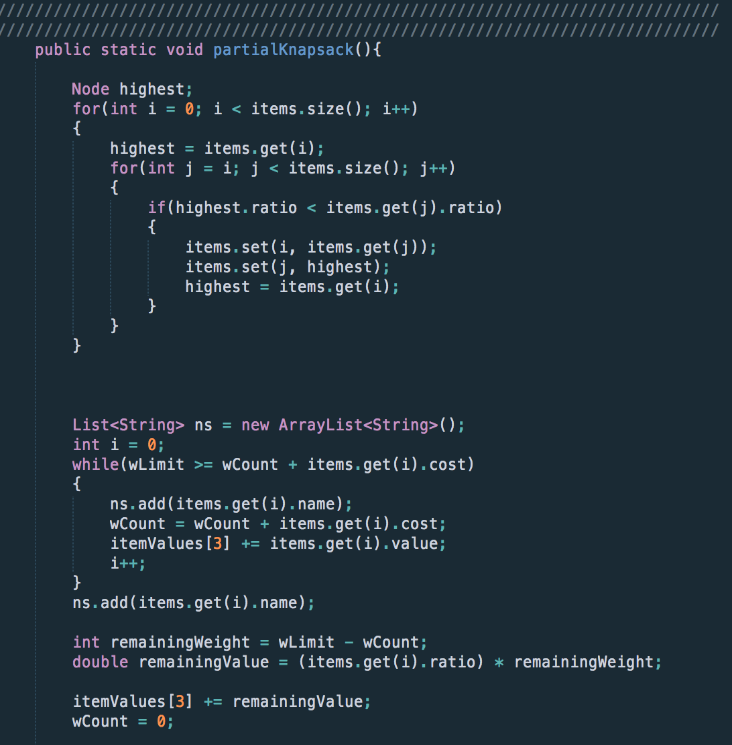 ////////////////////////////////////////////////////////////////////////////////
////////////////////////////////////////////////////////////////////////////////
public static void partialKnapsack(){
Node highest;
for(int i = 0; i < items.size(); i++)
{
highest = items.get(i);
for(int j = i; j < items.size(); j++)
{
if(highest.ratio < items.get(j).ratio)
{
items.set(i, items.get(j));
items.set(j, highest);
highest = items.get(i);
}
}
}
List<String> ns = new ArrayList<String>();
int i = 0;
while(wLimit >= wCount + items.get(i).cost)
{
ns.add(items.get(i).name);
wCount = wCount + items.get(i).cost;
itemValues[3] += items.get(i).value;
i++;
}
ns.add(items.get(i).name);
int remainingWeight = wLimit - wCount;
double remainingValue = (items.get(i).ratio) * remainingWeight;
itemValues[3] += remainingValue;
wCount = 0;